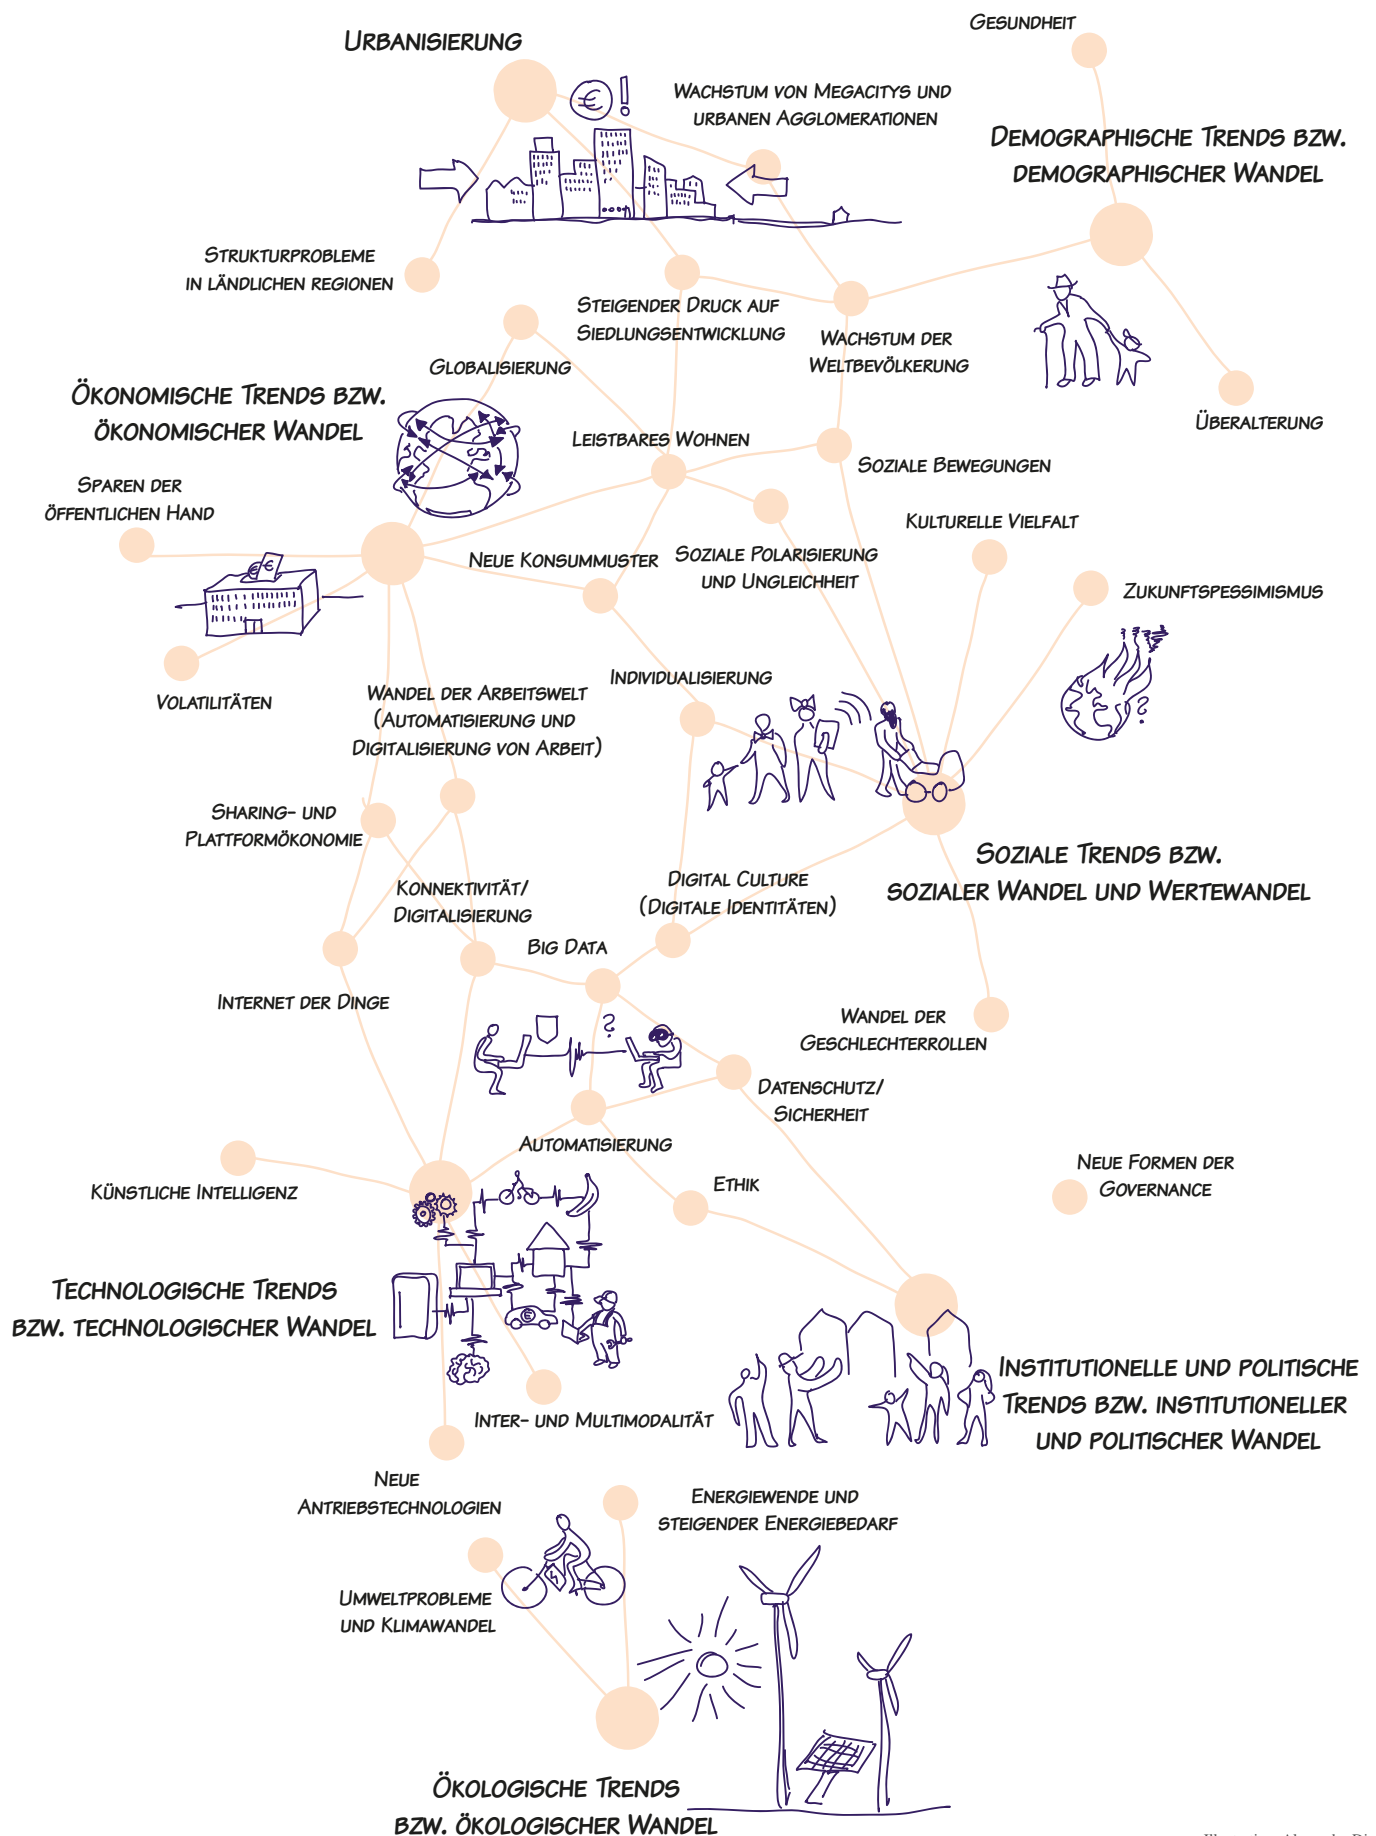 Gesundheit
Urbanisierung
Wachstum von Megacitys und
urbanen Agglomerationen
Demographische Trends bzw.
demographischer Wandel
€ !
Strukturprobleme
in ländlichen Regionen
Steigender Druck auf
Siedlungsentwicklung
Wachstum der
Weltbevölkerung
Globalisierung
Ökonomische Trends bzw.
ökonomischer Wandel
Überalterung
Leistbares Wohnen
Soziale Bewegungen
Sparen der
öffentlichen Hand
Kulturelle Vielfalt
Neue Konsummuster
Soziale Polarisierung
und Ungleichheit
€ €
Zukunftspessimismus
?
Individualisierung
Volatilitäten
Wandel der Arbeitswelt
(Automatisierung und
Digitalisierung von Arbeit)
Sharing- und
Plattformökonomie
Soziale Trends bzw.
sozialer Wandel und Wertewandel
Konnektivität/
Digitalisierung
Digital Culture
(Digitale Identitäten)
Big Data
Internet der Dinge
?
Wandel der
Geschlechterrollen
Datenschutz/
Sicherheit
Automatisierung
Neue Formen der
Governance
Künstliche Intelligenz
Ethik
Technologische Trends
bzw. technologischer Wandel
€
Institutionelle und politische
Trends bzw. institutioneller
und politischer Wandel
Inter- und Multimodalität
Neue
Antriebstechnologien
Energiewende und
steigender Energiebedarf
Umweltprobleme
und Klimawandel
Ökologische Trends
bzw. ökologischer Wandel